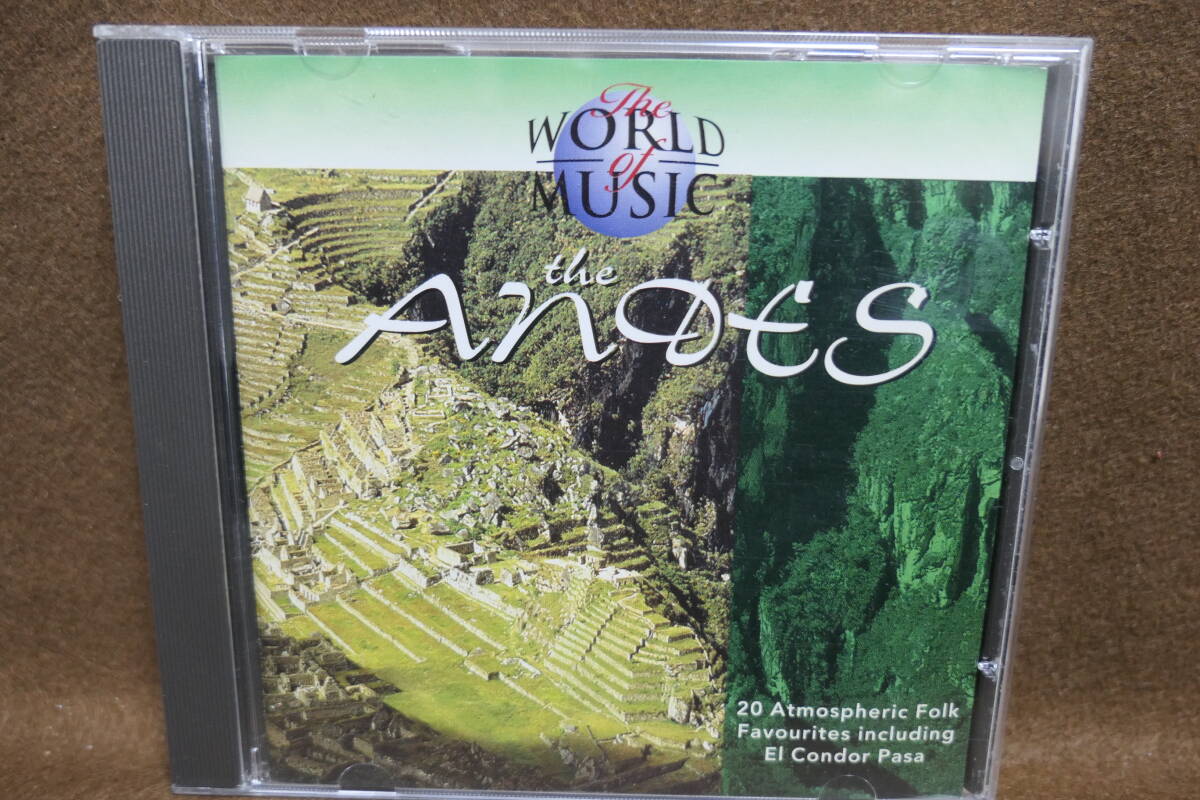 The
WORLD
of
MUSIC
the
ANDES
20 Atmospheric Folk
Favourites including
El Condor Pasa